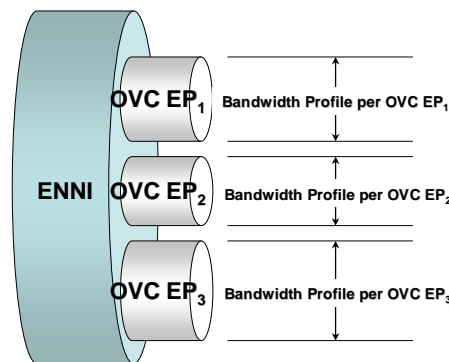 OVC EP1
Bandwidth Profile per OVC EP1
ENNI
OVC EP2
Bandwidth Profile per OVC EP2
OVC EP3
Bandwidth Profile per OVC EP3